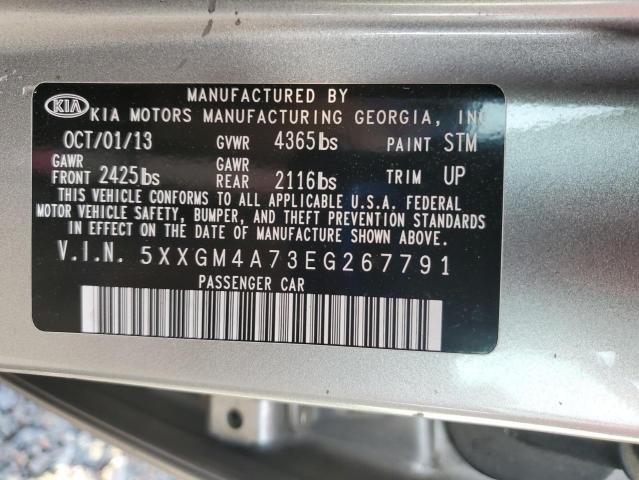 MANUFACTURED BY
KIA KIA MOTORS MANUFACTURING GEORGIA, INC
OCT/01/13 GVWR 4365lbs PAINT STM
GAWR FRONT 2425lbs GAWR REAR 2116lbs TRIM UP
THIS VEHICLE CONFORMS TO ALL APPLICABLE U.S.A. FEDERAL
MOTOR VEHICLE SAFETY, BUMPER, AND THEFT PREVENTION STANDARDS
IN EFFECT ON THE DATE OF MANUFACTURE SHOWN ABOVE.
V.I.N. 5XXGM4A73EG267791
PASSENGER CAR